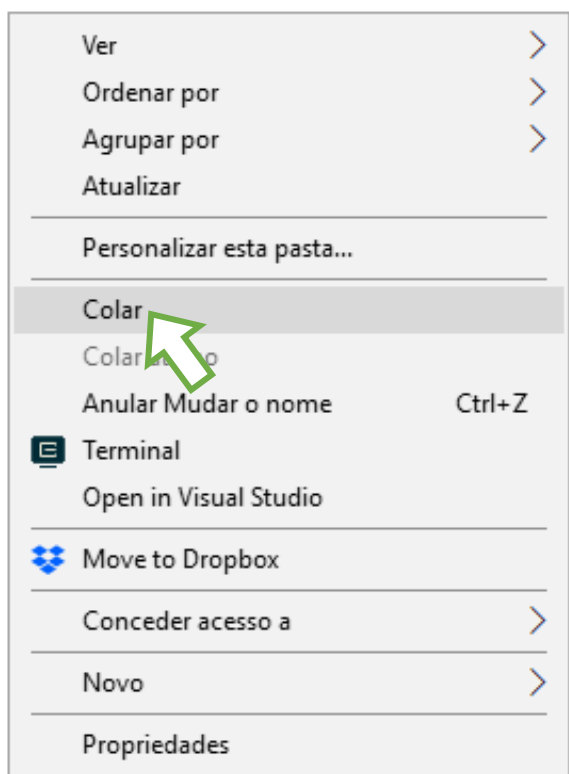 Ver
Ordenar por
Agrupar por
Atualizar
Personalizar esta pasta...
Colar
Colar
Anular Mudar o nome Ctrl+Z
Terminal
Open in Visual Studio
Move to Dropbox
Conceder acesso a
Novo
Propriedades